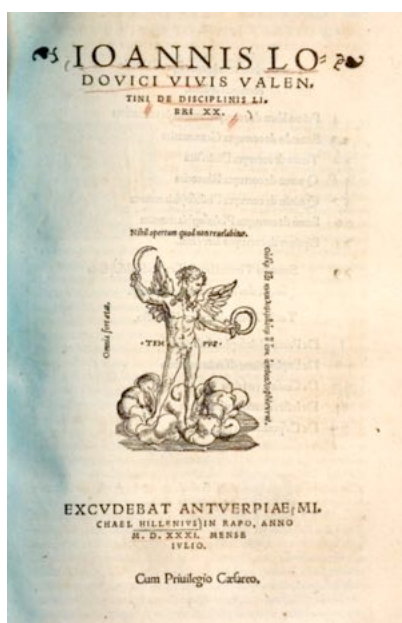 IOANNIS LO=
DOVICI VIVIS VALEN.
TINI DE DISCIPLINIS LI.
BRI XX.
Nihil opertum quod non reuelabitur.
Omnia fert ætas.
TEM PVS
EXCVDEBAT ANTVERPIAE, MI.
CHAEL HILLENIVS IN RAPO, ANNO
M. D. XXXI. MENSE
IVLIO.
Cum Priuilegio Cæsareo.